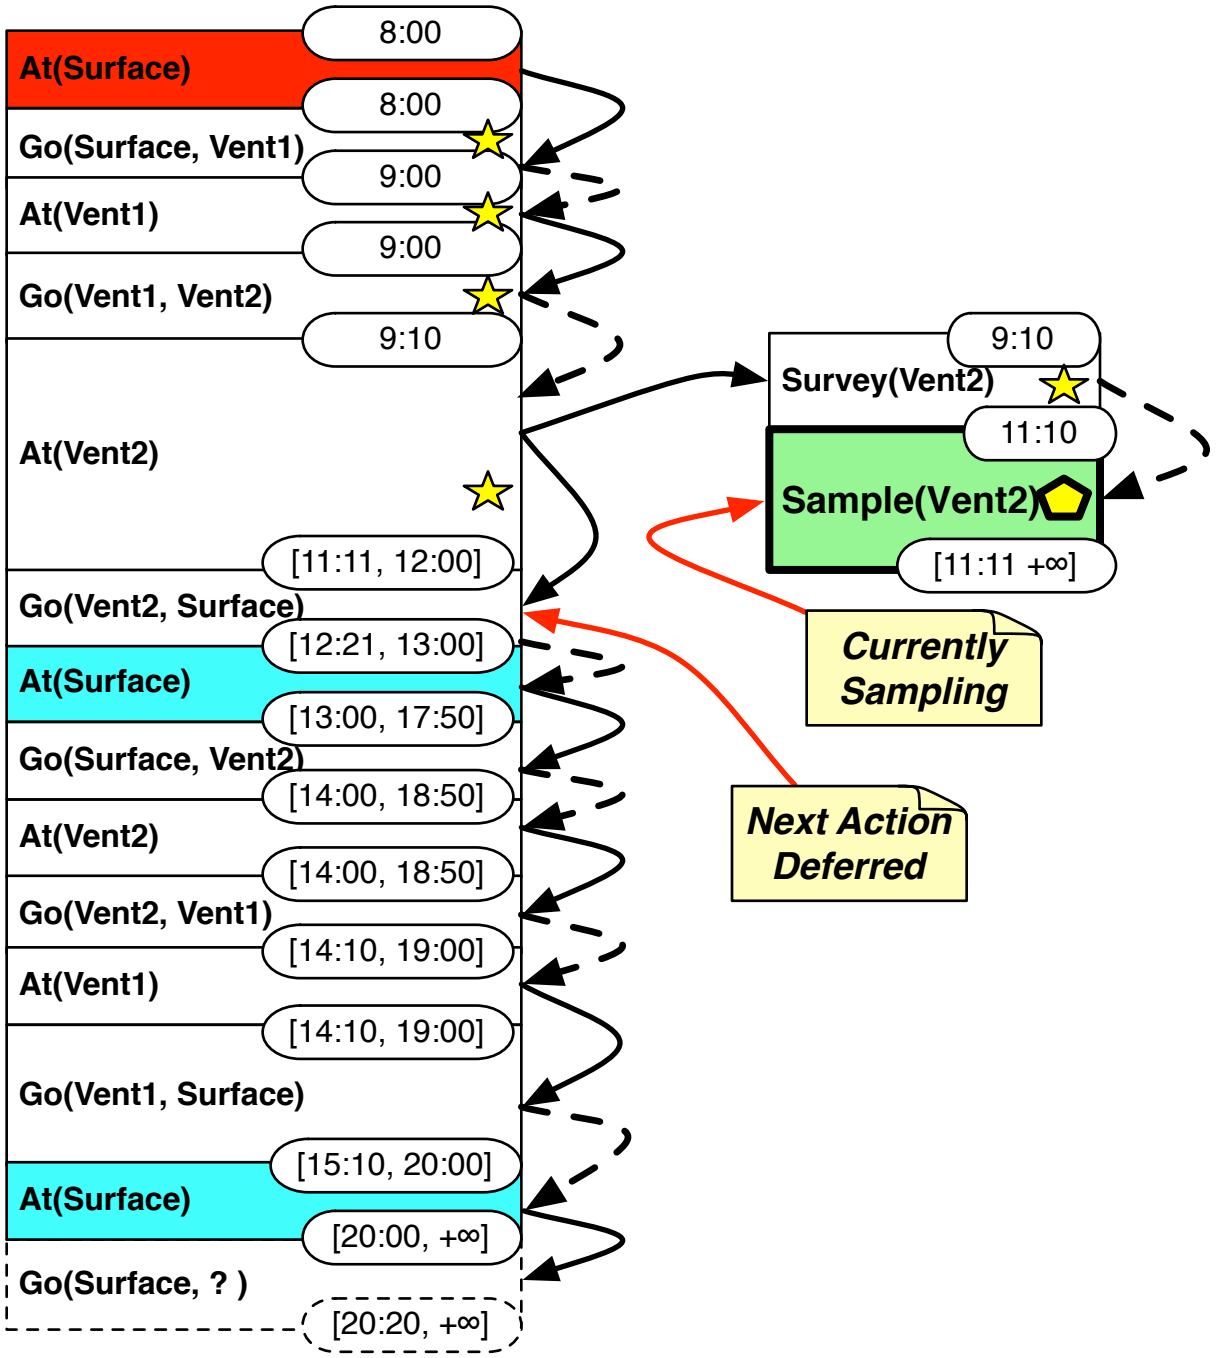 8:00
At(Surface)
8:00
Go(Surface, Vent1)
9:00
At(Vent1)
9:00
Go(Vent1, Vent2)
9:10
At(Vent2)
[11:11, 12:00]
Go(Vent2, Surface)
[12:21, 13:00]
At(Surface)
[13:00, 17:50]
Go(Surface, Vent2)
[14:00, 18:50]
At(Vent2)
[14:00, 18:50]
Go(Vent2, Vent1)
[14:10, 19:00]
At(Vent1)
[14:10, 19:00]
Go(Vent1, Surface)
[15:10, 20:00]
At(Surface)
[20:00, +∞]
Go(Surface, ? )
[20:20, +∞]
9:10
Survey(Vent2)
11:10
Sample(Vent2)
[11:11 +∞]
Currently
Sampling
Next Action
Deferred